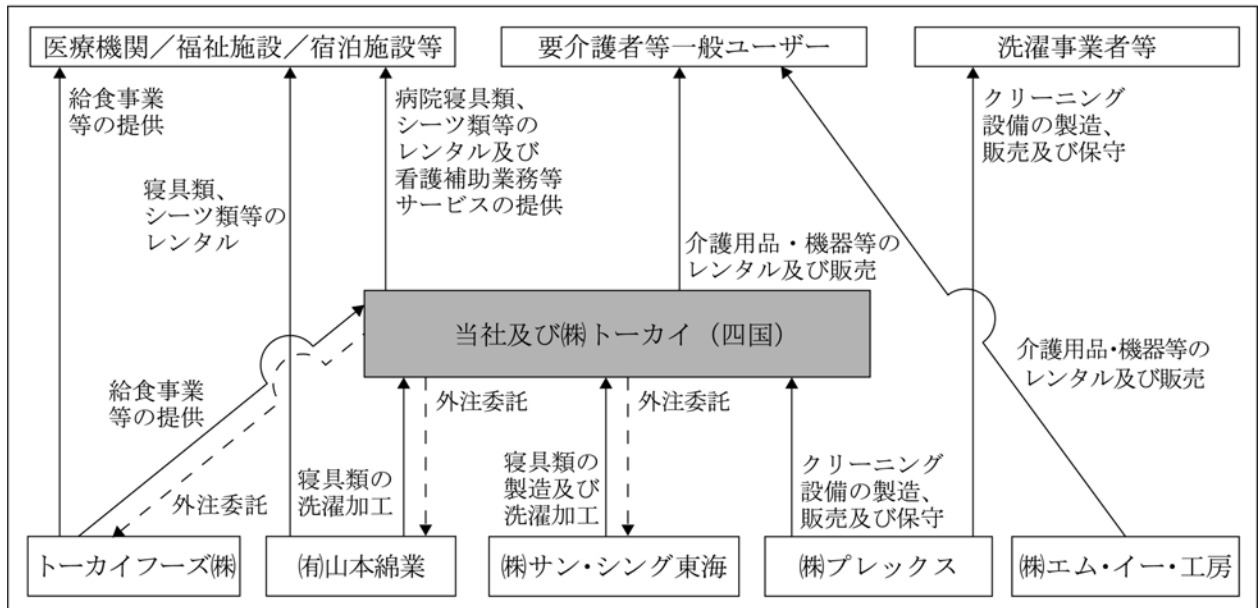 医療機関／福祉施設／宿泊施設等
要介護者等一般ユーザー
洗濯事業者等
給食事業
等の提供
寝具類、
シーツ類等の
レンタル
病院寝具類、
シーツ類等の
レンタル及び
看護補助業務等
サービスの提供
介護用品・機器等の
レンタル及び販売
クリーニング
設備の製造、
販売及び保守
当社及び㈱トーカイ（四国）
介護用品・機器等の
レンタル及び販売
給食事業
等の提供
外注委託
寝具類の
洗濯加工
外注委託
寝具類の
製造及び
洗濯加工
外注委託
クリーニング
設備の製造、
販売及び保守
トーカイフーズ㈱
㈲山本綿業
㈱サン・シング東海
㈱プレックス
㈱エム・イー・工房